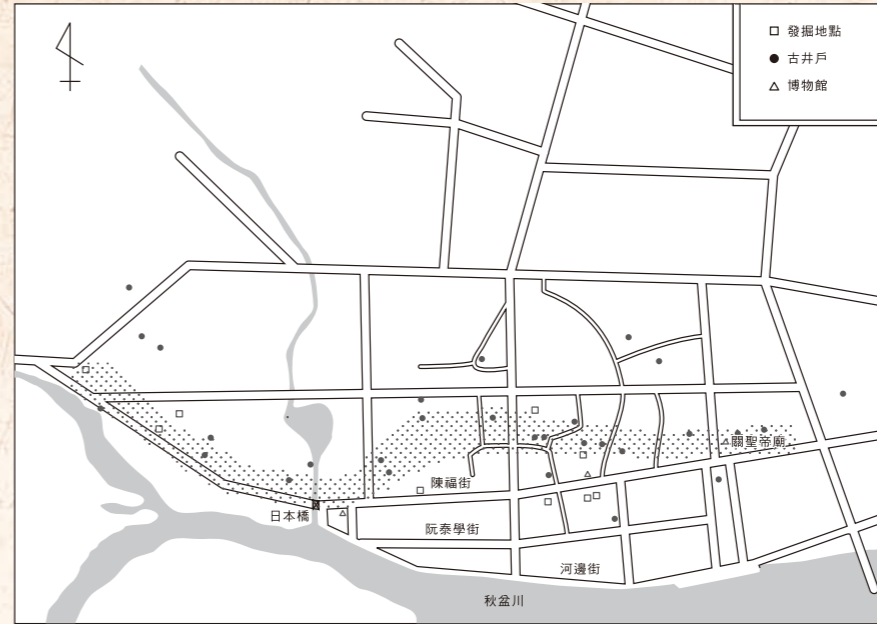 發掘地點
古井戶
博物館
關聖帝廟
陳福街
日本橋
阮泰學街
河邊街
秋盆川